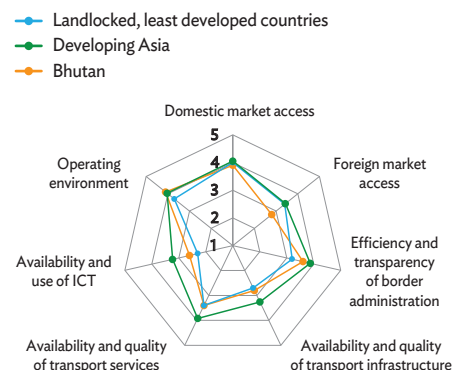 Landlocked, least developed countries
Developing Asia
Bhutan
Domestic market access
5
4
3
2
1
Operating
environment
Foreign market
access
Availability and
use of ICT
Efficiency and
transparency
of border
administration
Availability and quality
of transport services
Availability and quality
of transport infrastructure